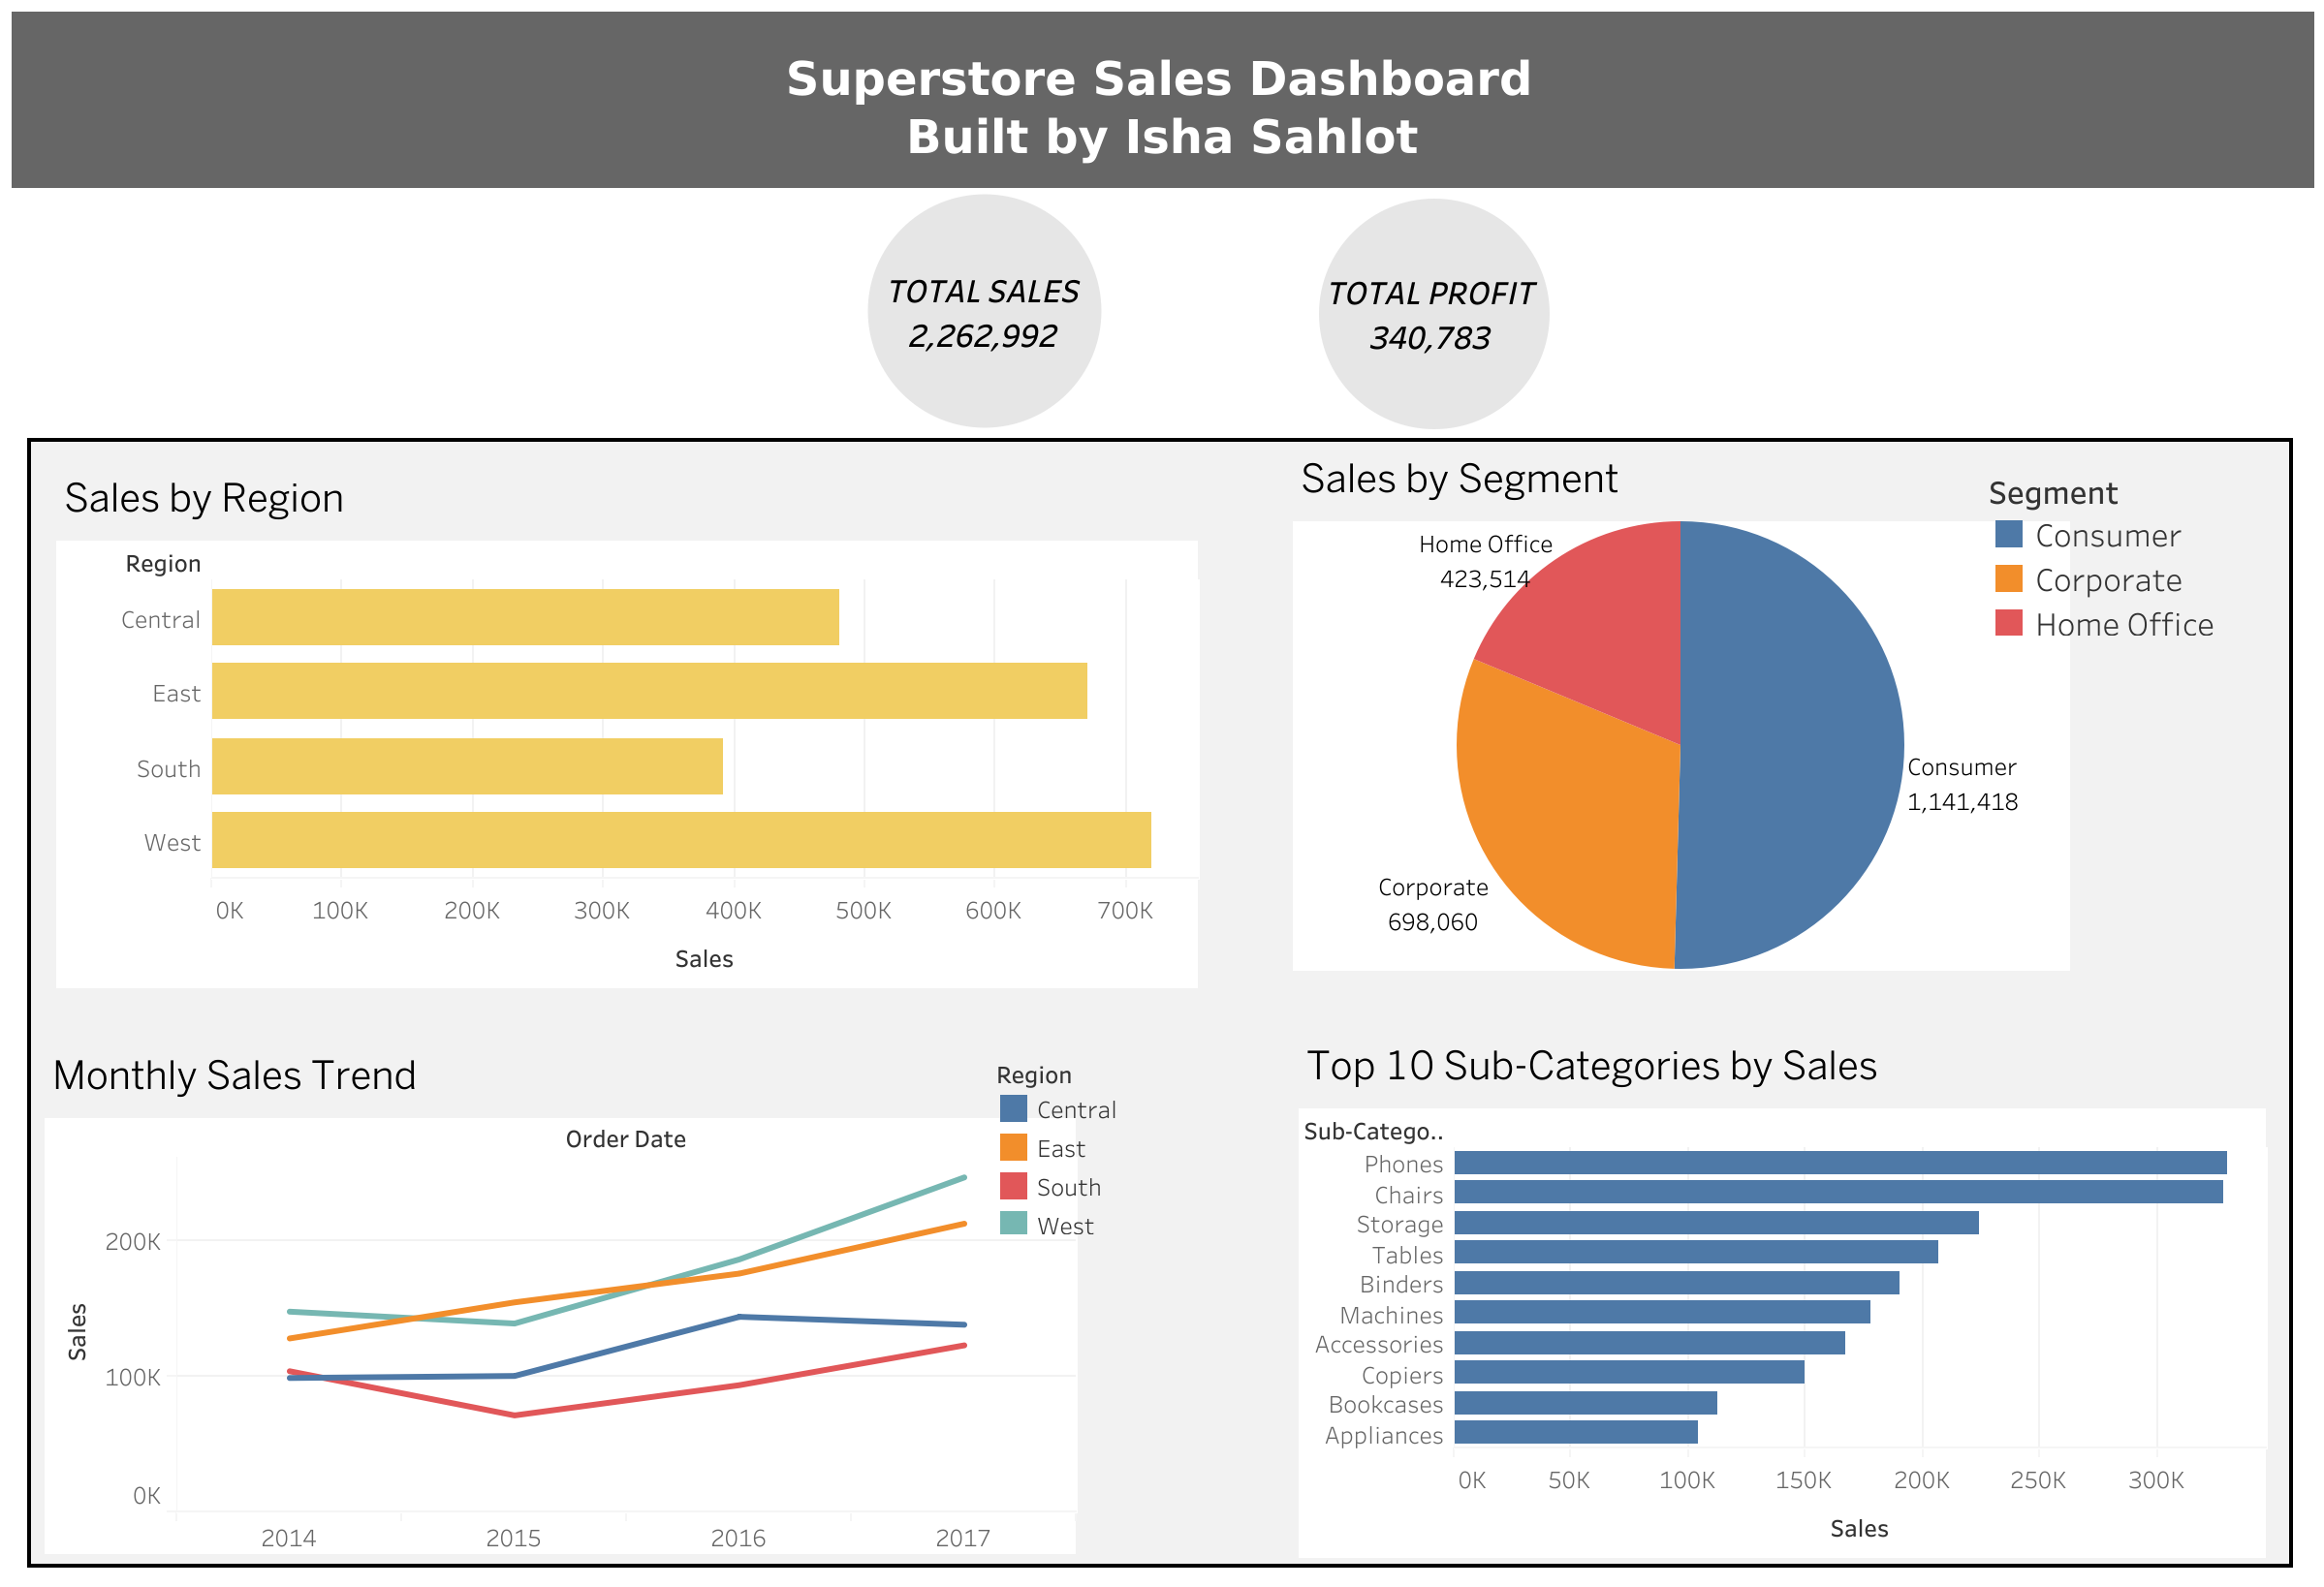 Superstore Sales Dashboard
Built by Isha Sahlot
TOTAL SALES
2,262,992
TOTAL PROFIT
340,783
Sales by Region
Region
Central
East
South
West
0K 100K 200K 300K 400K 500K 600K 700K
Sales
Sales by Segment
Segment
Consumer
Corporate
Home Office
Home Office
423,514
Consumer
1,141,418
Corporate
698,060
Monthly Sales Trend
Region
Central
East
South
West
Order Date
Sales
200K
100K
0K
2014 2015 2016 2017
Top 10 Sub-Categories by Sales
Sub-Catego..
Phones
Chairs
Storage
Tables
Binders
Machines
Accessories
Copiers
Bookcases
Appliances
0K 50K 100K 150K 200K 250K 300K
Sales